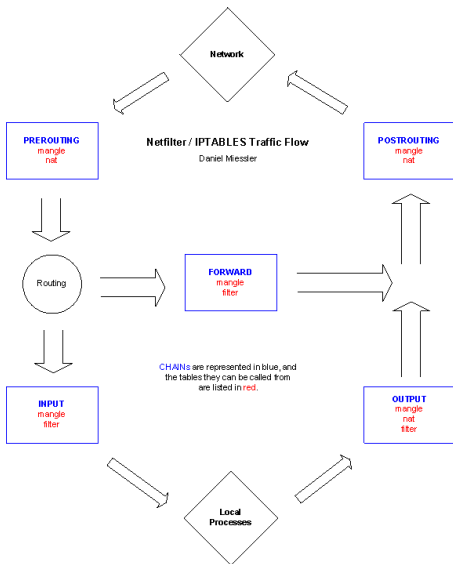 Network
PREROUTING
mangle
nat
Netfilter / IPTABLES Traffic Flow
Daniel Miessler
POSTROUTING
mangle
nat
Routing
FORWARD
mangle
filter
CHAINs are represented in blue, and
the tables they can be called from
are listed in red.
INPUT
mangle
filter
OUTPUT
mangle
nat
filter
Local
Processes